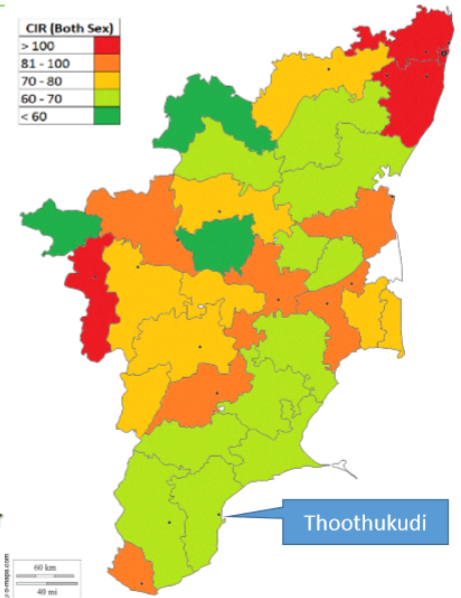 CIR (Both Sex)
> 100
81 - 100
70 - 80
60 - 70
< 60
Thoothukudi
60 km
40 mi